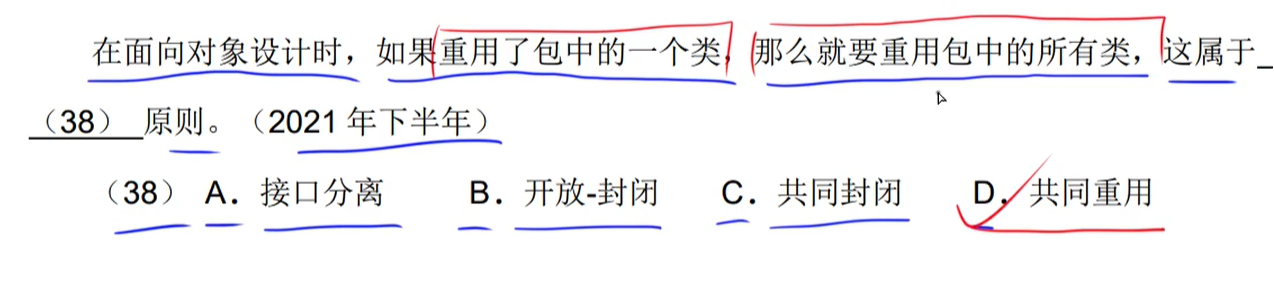 在面向对象设计时，如果重用了包中的一个类，那么就要重用包中的所有类，这属于_
（38）原则。（2021 年下半年）
（38） A．接口分离 B．开放-封闭 C．共同封闭 D．共同重用